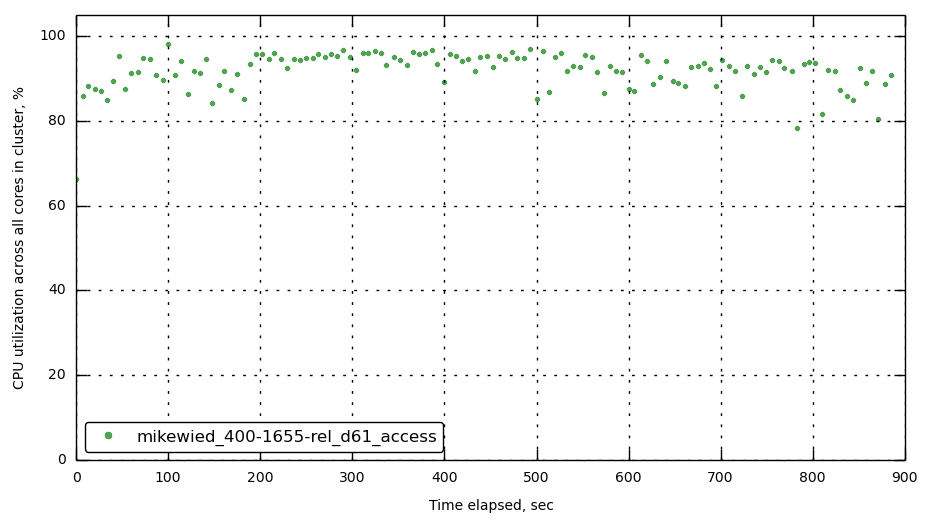 CPU utilization across all cores in cluster, %
100
80
60
40
20
0
mikewied_400-1655-rel_d61_access
0 100 200 300 400 500 600 700 800 900
Time elapsed, sec